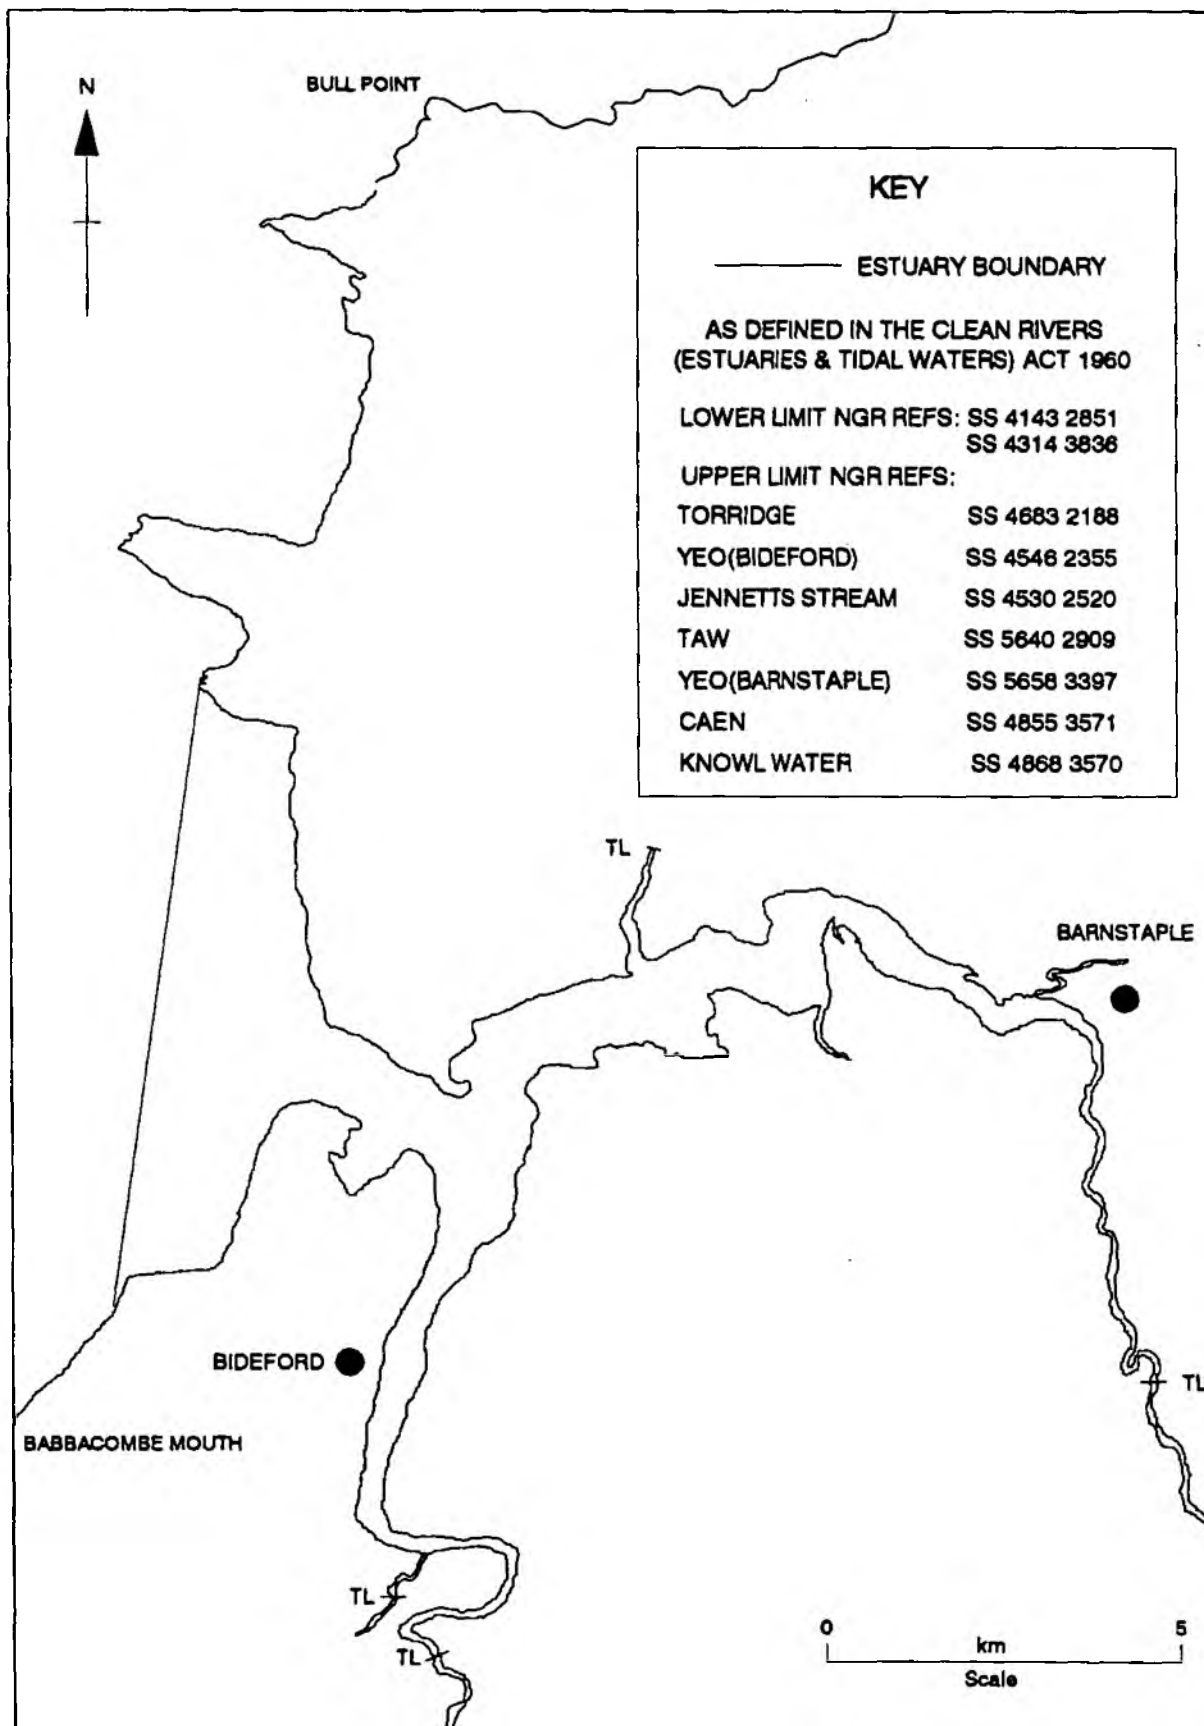 BULL POINT
N
KEY
ESTUARY BOUNDARY
AS DEFINED IN THE CLEAN RIVERS
(ESTUARIES & TIDAL WATERS) ACT 1960
LOWER LIMIT NGR REFS: SS 4143 2851
SS 4314 3836
UPPER LIMIT NGR REFS:
TORRIDGE SS 4683 2188
YEO(BIDEFORD) SS 4546 2355
JENNETTS STREAM SS 4530 2520
TAW SS 5640 2909
YEO(BARNSTAPLE) SS 5658 3397
CAEN SS 4855 3571
KNOWL WATER SS 4868 3570
TL
BARNSTAPLE
BIDEFORD
TL
BABBACOMBE MOUTH
TL
TL
0 5
km
Scale